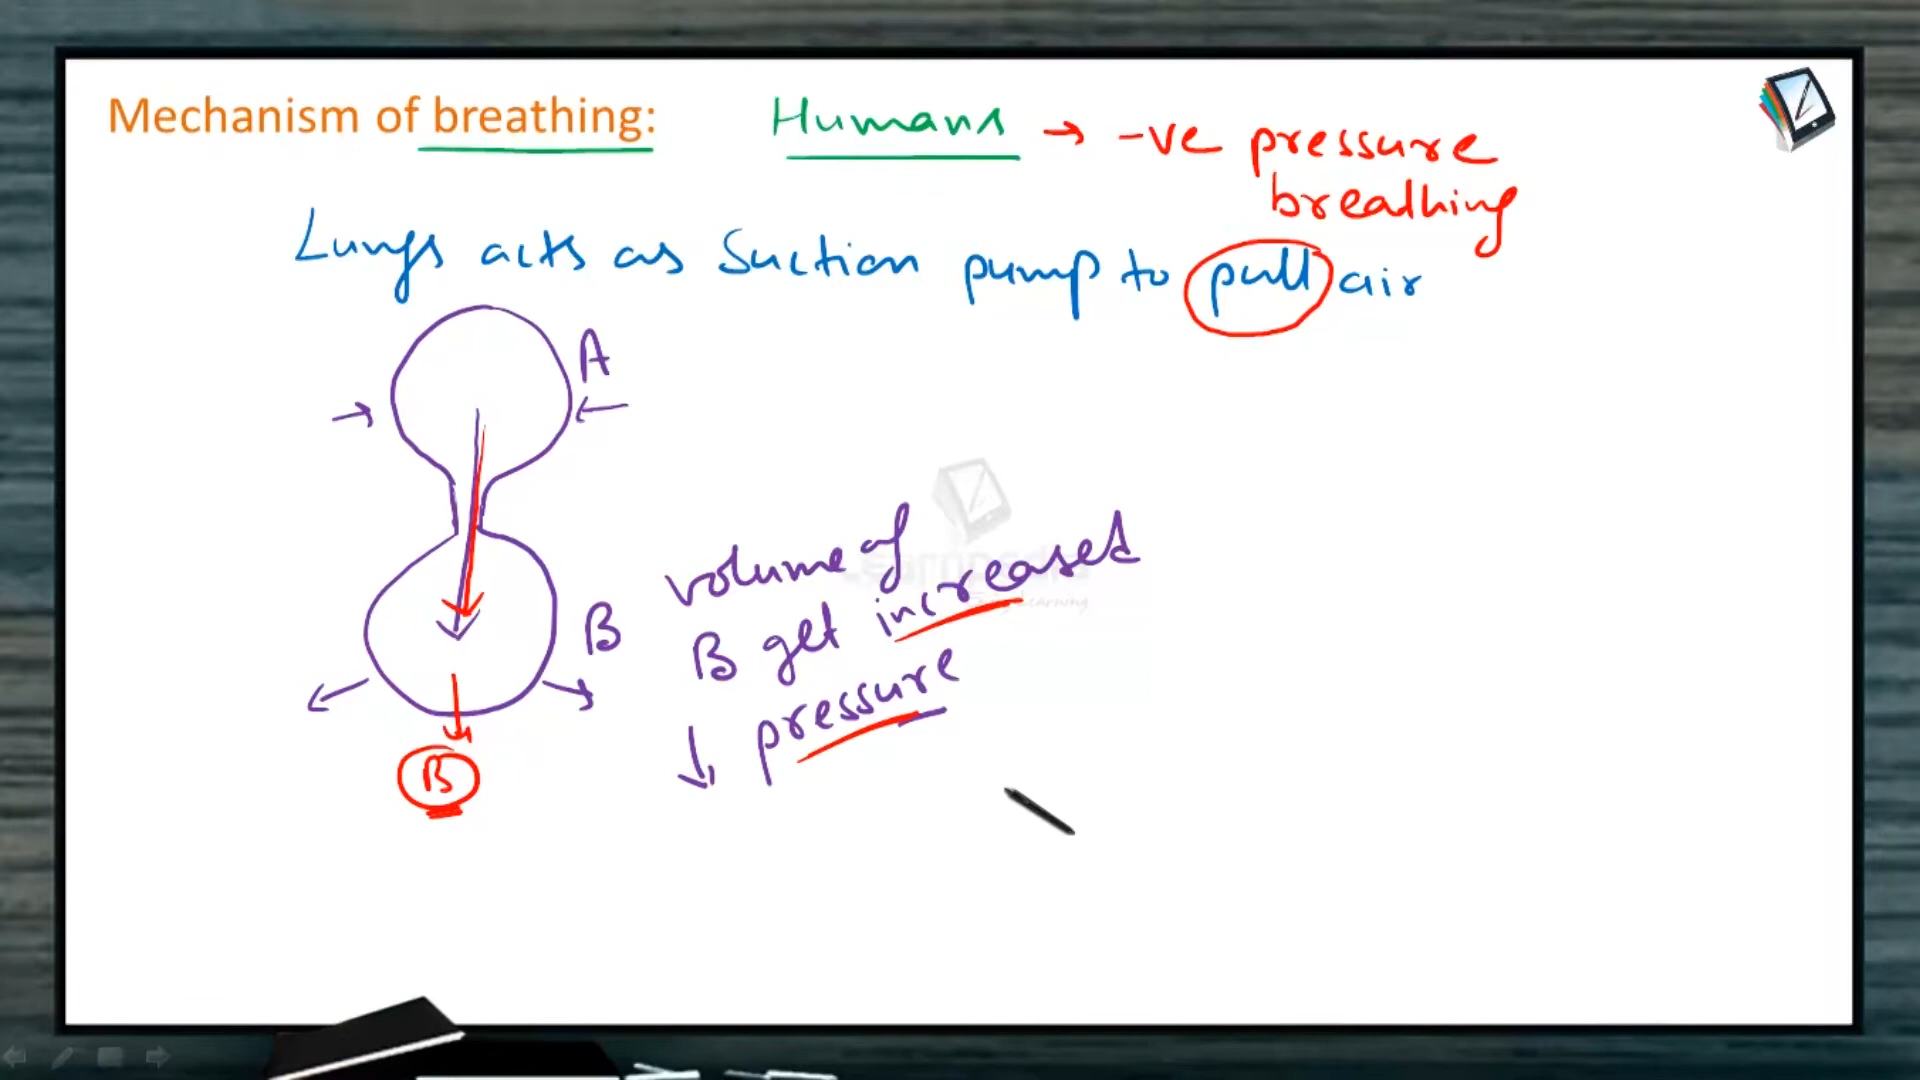 Mechanism of breathing: Humans → -ve pressure
breathing
Lungs acts as Suction pump to pull air
A
volume of
B B get increased
↓ pressure
B